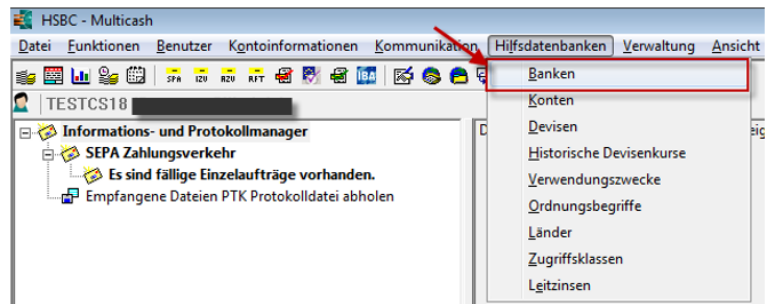 HSBC - Multicash
Datei Funktionen Benutzer Kontoinformationen Kommunikation Hilfsdatenbanken Verwaltung Ansicht
SPA IZU AZU RFT IBA
TESTCS18
Banken
Konten
Devisen
Historische Devisenkurse
Verwendungszwecke
Ordnungsbegriffe
Länder
Zugriffsklassen
Leitzinsen
Informations- und Protokollmanager
SEPA Zahlungsverkehr
Es sind fällige Einzelaufträge vorhanden.
Empfangene Dateien PTK Protokolldatei abholen